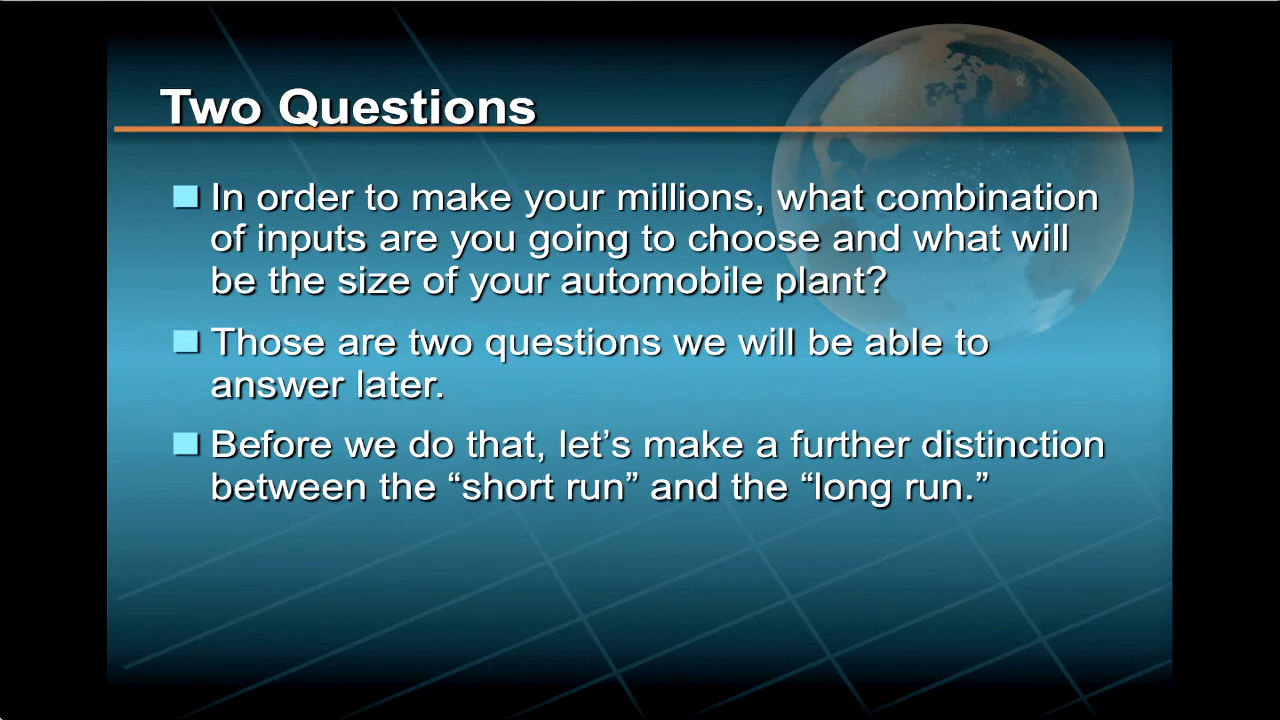 Two Questions
In order to make your millions, what combination
of inputs are you going to choose and what will
be the size of your automobile plant?
Those are two questions we will be able to
answer later.
Before we do that, let’s make a further distinction
between the “short run” and the “long run.”